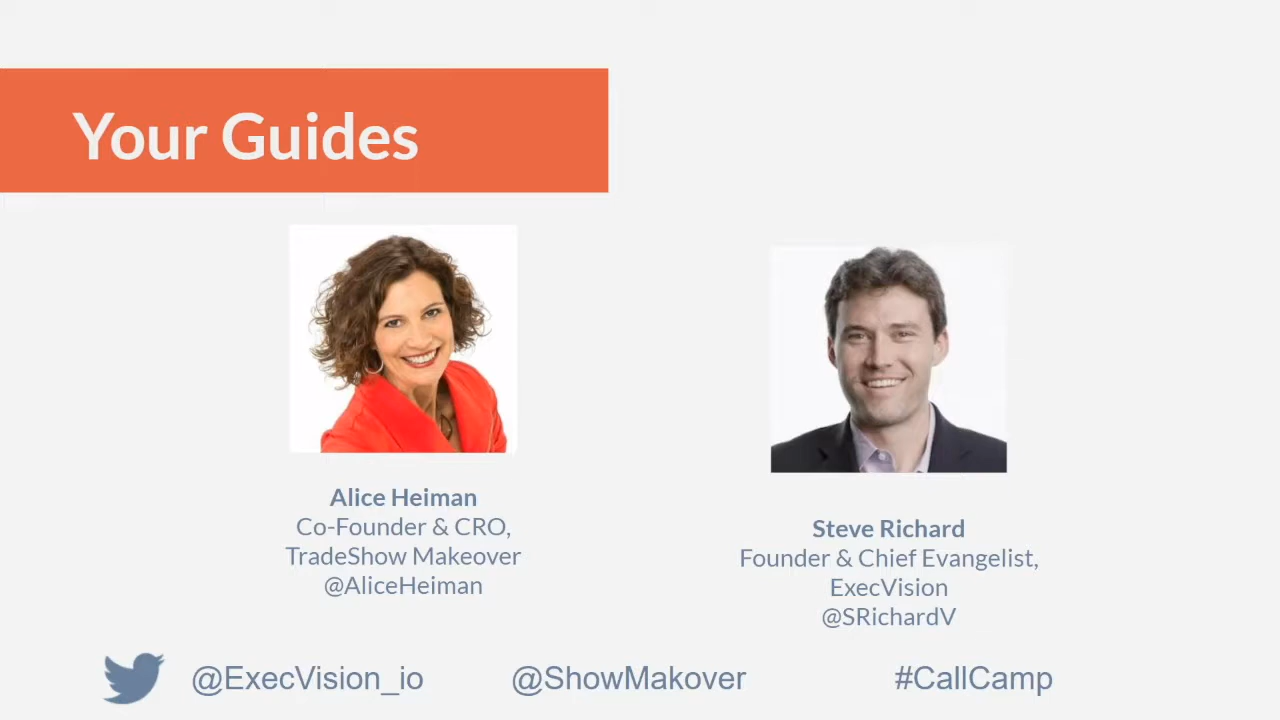 Your Guides
Alice Heiman
Co-Founder & CRO,
TradeShow Makeover
@AliceHeiman
Steve Richard
Founder & Chief Evangelist,
ExecVision
@SRichardV
@ExecVision_io
@ShowMakover
#CallCamp